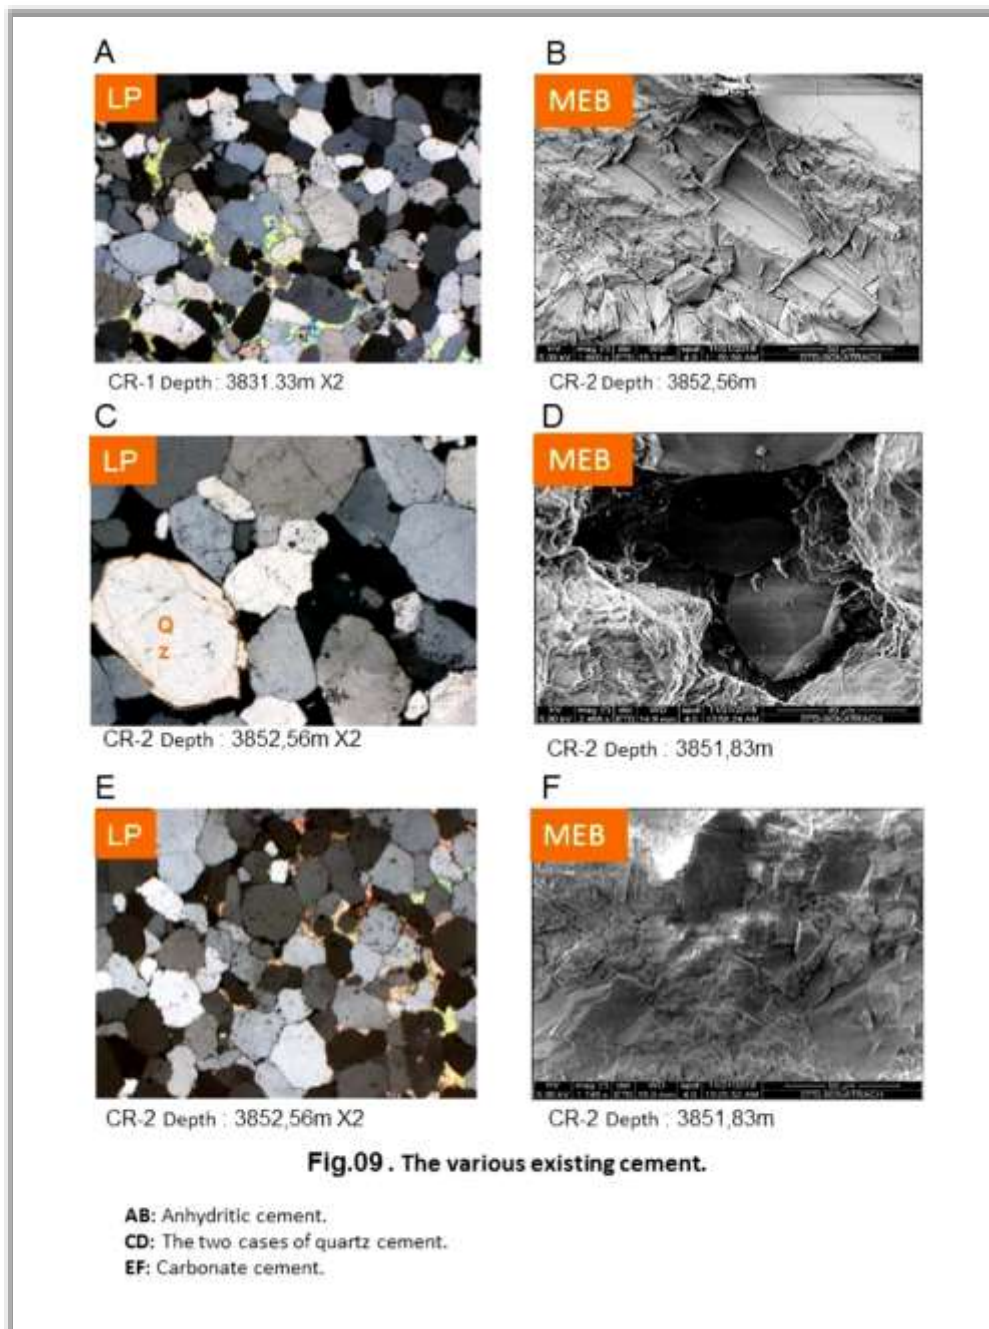 A
B
LP
MEB
CR-1 Depth : 3831.33m X2
CR-2 Depth : 3852,56m
C
D
LP
MEB
Q
z
CR-2 Depth : 3852,56m X2
CR-2 Depth : 3851,83m
E
F
LP
MEB
CR-2 Depth : 3852,56m X2
CR-2 Depth : 3851,83m
Fig.09 . The various existing cement.
AB: Anhydritic cement.
CD: The two cases of quartz cement.
EF: Carbonate cement.